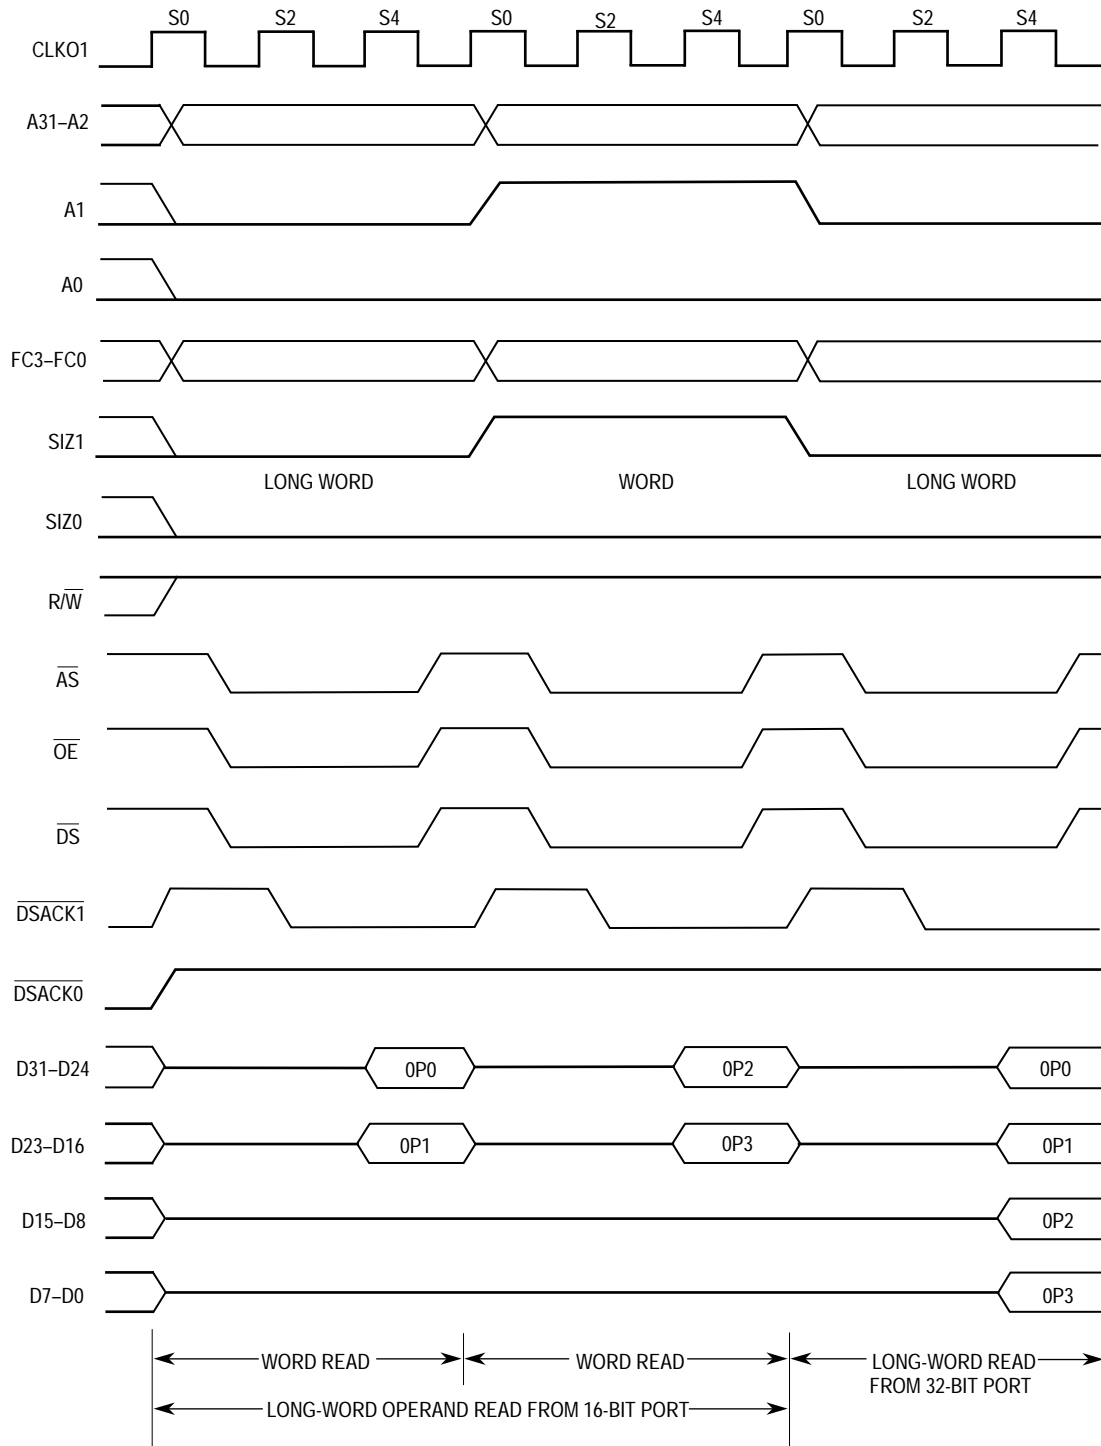 S0 S2 S4 S0 S2 S4 S0 S2 S4
CLKO1
A31–A2
A1
A0
FC3–FC0
SIZ1
LONG WORD WORD LONG WORD
SIZ0
R/W
AS
OE
DS
DSACK1
DSACK0
D31–D24 0P0 0P2 0P0
D23–D16 0P1 0P3 0P1
D15–D8 0P2
D7–D0 0P3
WORD READ WORD READ LONG-WORD READ
FROM 32-BIT PORT
LONG-WORD OPERAND READ FROM 16-BIT PORT